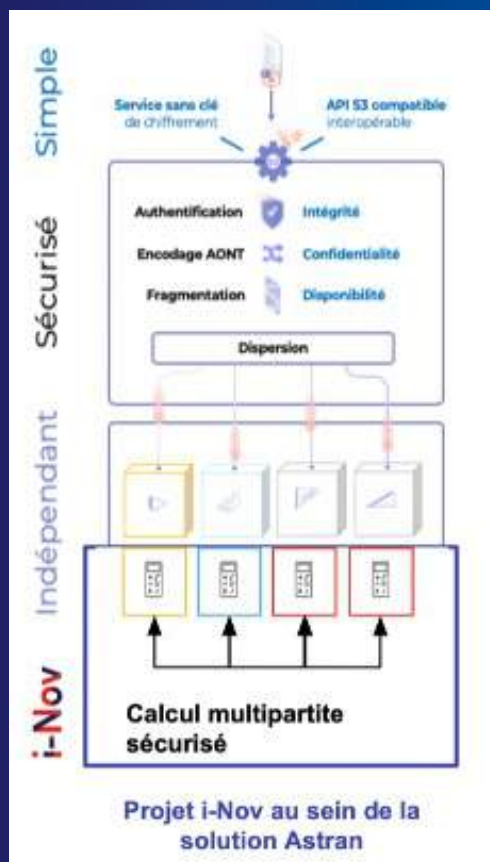 Simple
Service sans clé
de chiffrement
API S3 compatible
interopérable
Sécurisé
Authentification
Intégrité
Encodage AONT
Confidentialité
Fragmentation
Disponibilité
Dispersion
Indépendant
i-Nov
Calcul multipartite
sécurisé
Projet i-Nov au sein de la
solution Astran